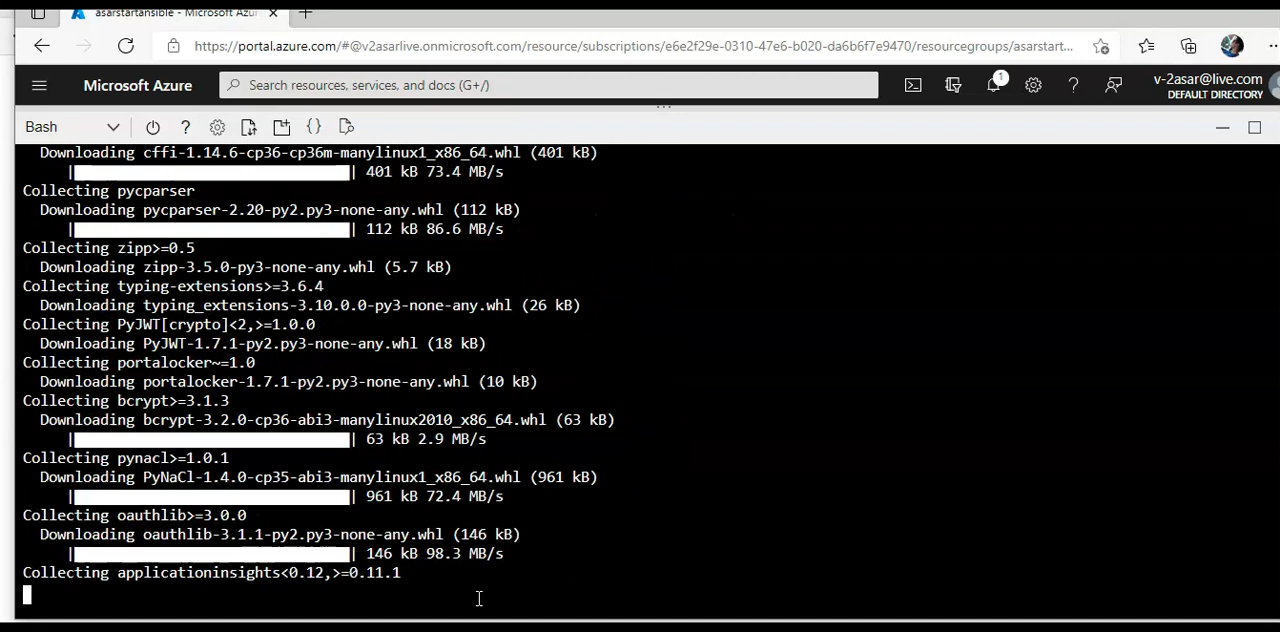 asarstartansible - Microsoft Azu
https://portal.azure.com/#@v2asarlive.onmicrosoft.com/resource/subscriptions/e6e2f29e-0310-47e6-b020-da6b6f7e9470/resourcegroups/asarstart...
Microsoft Azure
Search resources, services, and docs (G+/)
1
v-2asar@live.com
DEFAULT DIRECTORY
Bash
Downloading cffi-1.14.6-cp36-cp36m-manylinux1_x86_64.whl (401 kB)
| | 401 kB 73.4 MB/s
Collecting pycparser
Downloading pycparser-2.20-py2.py3-none-any.whl (112 kB)
| | 112 kB 86.6 MB/s
Collecting zipp>=0.5
Downloading zipp-3.5.0-py3-none-any.whl (5.7 kB)
Collecting typing-extensions>=3.6.4
Downloading typing_extensions-3.10.0.0-py3-none-any.whl (26 kB)
Collecting PyJWT[crypto]<2,>=1.0.0
Downloading PyJWT-1.7.1-py2.py3-none-any.whl (18 kB)
Collecting portalocker~=1.0
Downloading portalocker-1.7.1-py2.py3-none-any.whl (10 kB)
Collecting bcrypt>=3.1.3
Downloading bcrypt-3.2.0-cp36-abi3-manylinux2010_x86_64.whl (63 kB)
| | 63 kB 2.9 MB/s
Collecting pynacl>=1.0.1
Downloading PyNaCl-1.4.0-cp35-abi3-manylinux1_x86_64.whl (961 kB)
| | 961 kB 72.4 MB/s
Collecting oauthlib>=3.0.0
Downloading oauthlib-3.1.1-py2.py3-none-any.whl (146 kB)
| | 146 kB 98.3 MB/s
Collecting applicationinsights<0.12,>=0.11.1